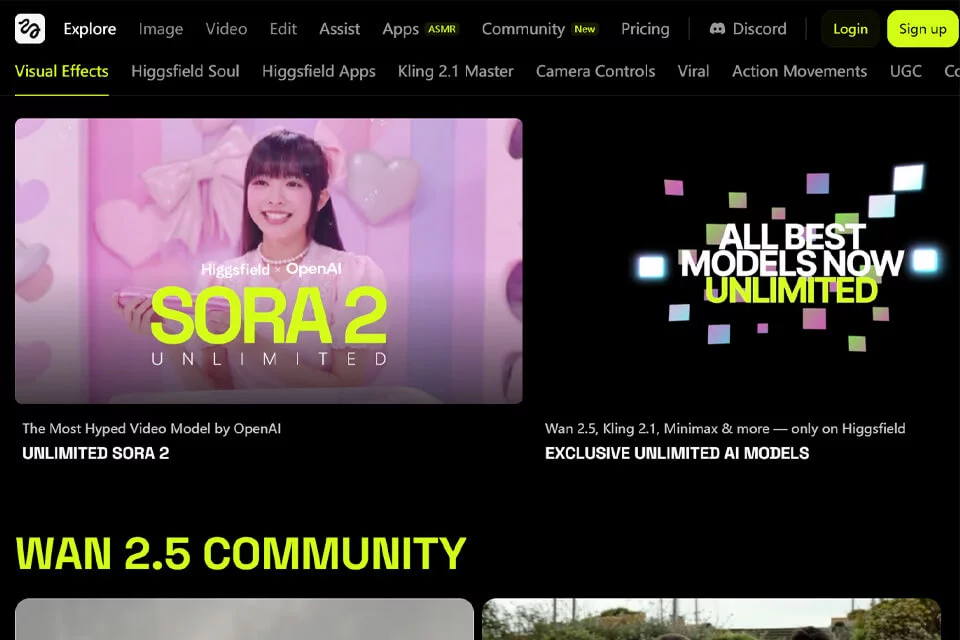 Explore Image Video Edit Assist Apps ASMR Community New Pricing Discord Login Sign up
Visual Effects Higgsfield Soul Higgsfield Apps Kling 2.1 Master Camera Controls Viral Action Movements UGC Co
Higgsfield × OpenAI
SORA 2
UNLIMITED
ALL BEST
MODELS NOW
UNLIMITED
The Most Hyped Video Model by OpenAI
UNLIMITED SORA 2
Wan 2.5, Kling 2.1, Minimax & more — only on Higgsfield
EXCLUSIVE UNLIMITED AI MODELS
WAN 2.5 COMMUNITY